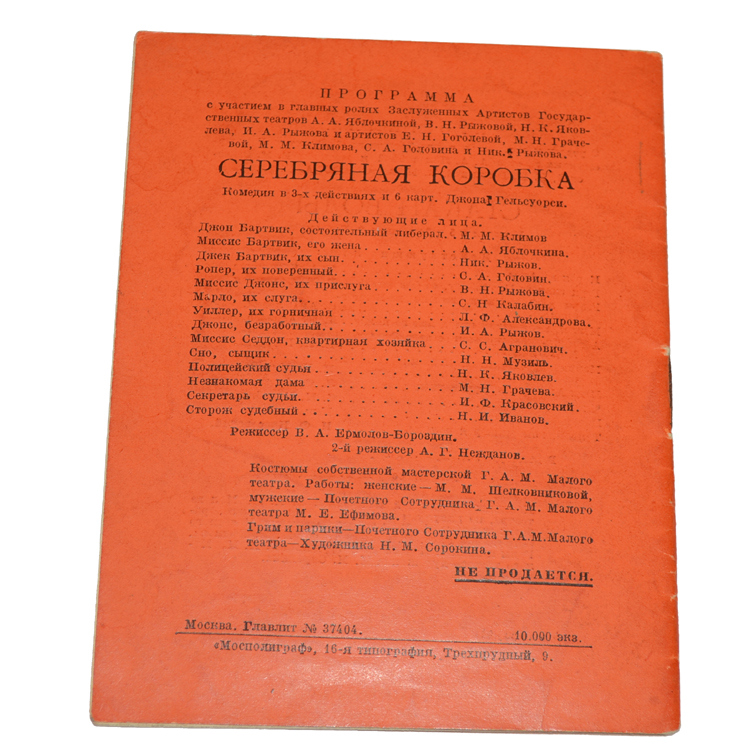 ПРОГРАММА
с участием в главных ролях Заслуженных Артистов Государ-
ственных театров А. А. Яблочкиной, В. Н. Рыжовой, Н. К. Яков-
лева, И. А. Рыжова и артистов Е. Н. Гоголевой, М. Н. Граче-
вой, М. М. Климова, С. А. Головина и Ник. Рыжова.
СЕРЕБРЯНАЯ КОРОБКА
Комедия в 3-х действиях и 6 карт. Джона Гельсуорси.
Действующие лица.
Джон Бартвик, состоятельный либерал. . М. М. Климов
Миссис Бартвик, его жена . . . . . . . . . А. А. Яблочкина.
Джек Бартвик, их сын. . . . . . . . . . . . Ник. Рыжов.
Ропер, их поверенный. . . . . . . . . . . . С. А. Головин.
Миссис Джонс, их прислуга . . . . . . . . В. Н. Рыжова.
Марло, их слуга. . . . . . . . . . . . . . . С. Н Калабин.
Уиллер, их горничная . . . . . . . . . . . Л. Ф. Александрова.
Джонс, безработный. . . . . . . . . . . . . И. А. Рыжов.
Миссис Седдон, квартирная хозяйка . . . С. С. Агранович.
Сно, сыщик . . . . . . . . . . . . . . . . . Н. Н. Музиль.
Полицейский судья . . . . . . . . . . . . . Н. К. Яковлев.
Незнакомая дама . . . . . . . . . . . . . . М. Н. Грачева.
Секретарь судьи. . . . . . . . . . . . . . . И. Ф. Красовский.
Сторож судебный . . . . . . . . . . . . . . Н. И. Иванов.
Режиссер В. А. Ермолов-Бороздин.
2-й режиссер А. Г. Нежданов.
Костюмы собственной мастерской Г. А. М. Малого
театра. Работы: женские — М. М. Шелковниковой,
мужские — Почетного Сотрудника Г. А. М. Малого
театра М. Е. Ефимова.
Грим и парики—Почетного Сотрудника Г.А.М.Малого
театра—Художника Н. М. Сорокина.
НЕ ПРОДАЕТСЯ.
Москва. Главлит № 37404. 10.000 экз.
«Мосполиграф», 16-я типография, Трехпрудный, 9.